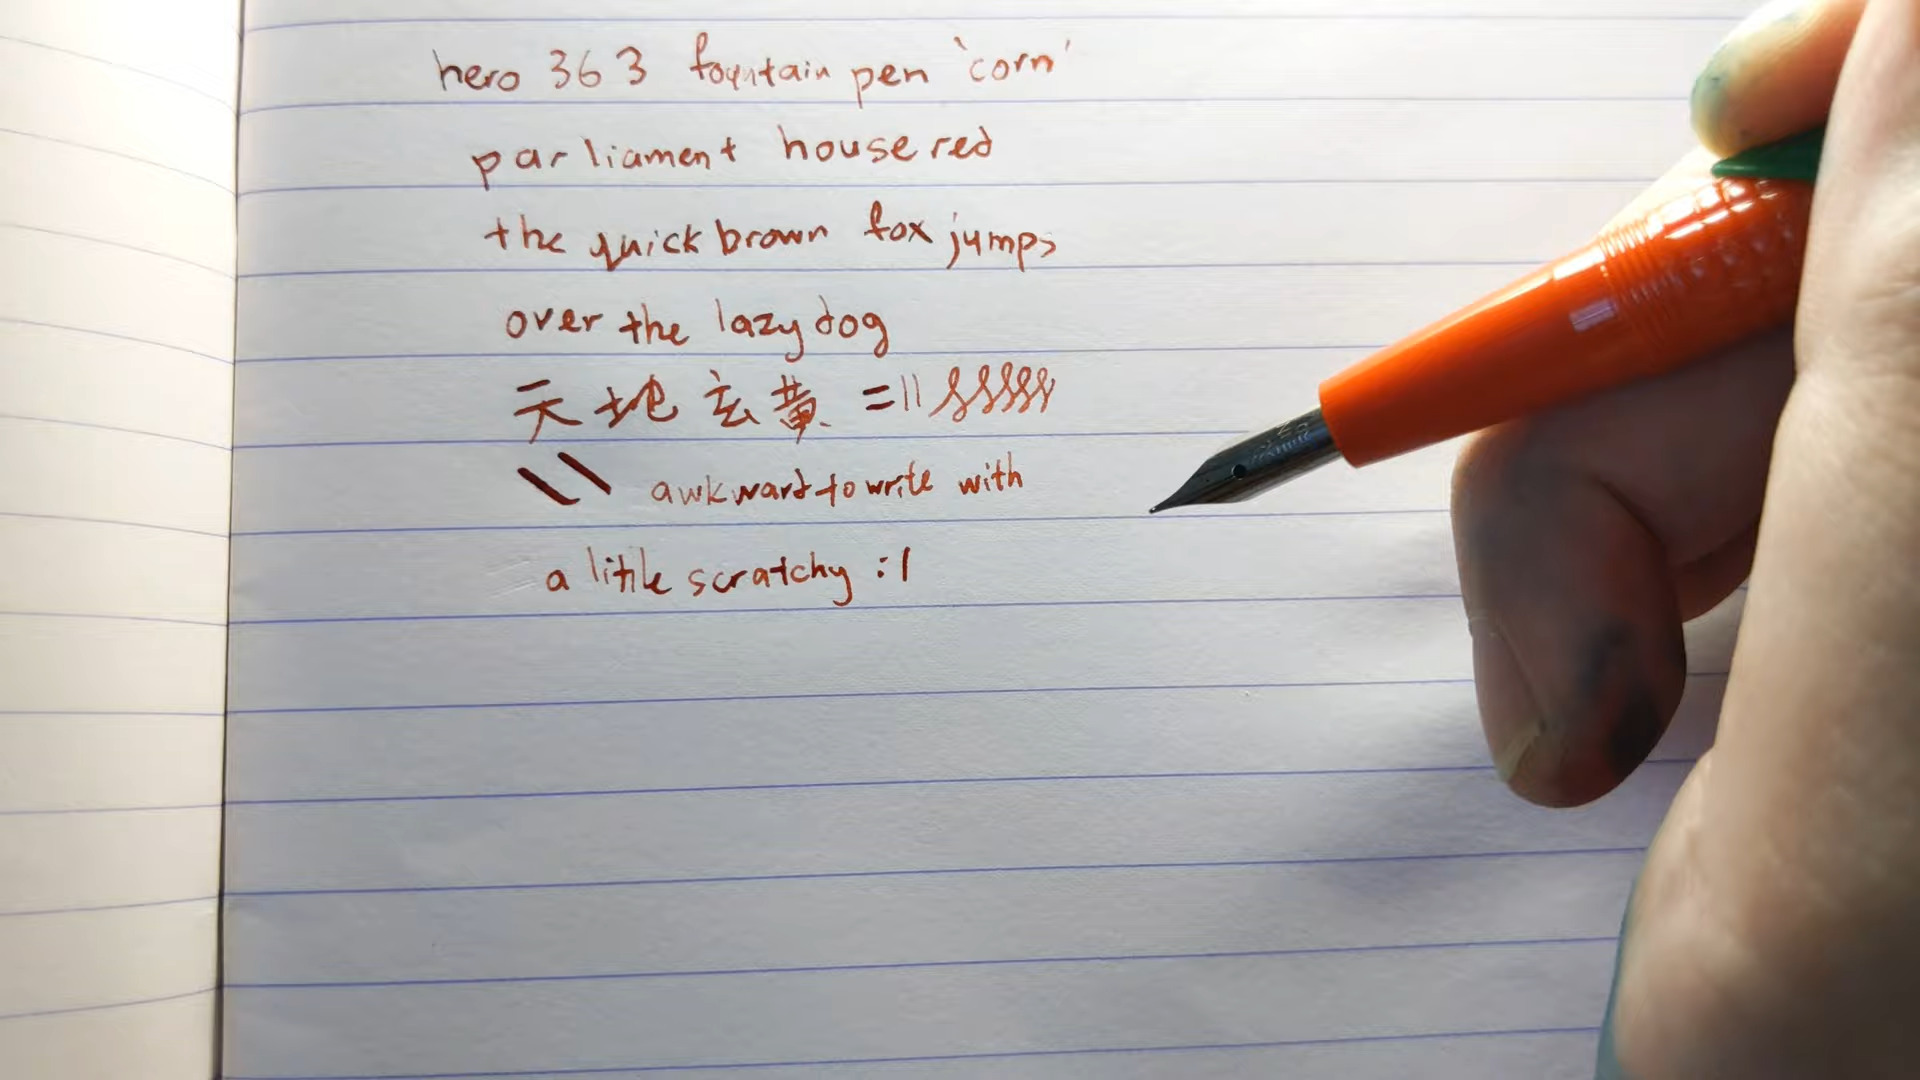 hero 363 fountain pen 'corn'
parliament house red
the quick brown fox jumps
over the lazy dog
天地玄黄
awkward to write with
a little scratchy :/